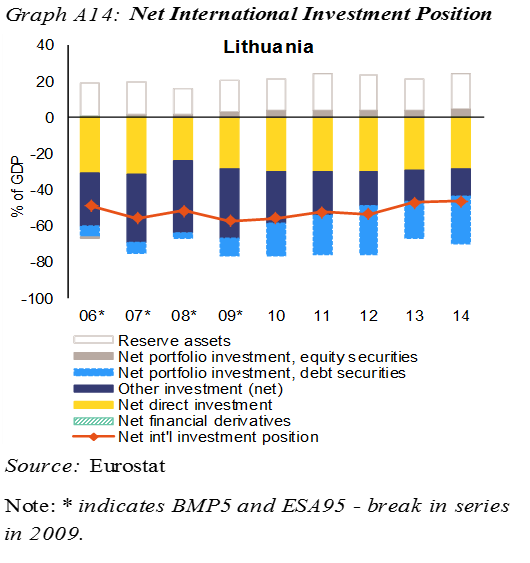 Graph A14: Net International Investment Position
Lithuania
40
20
0
-20
-40
-60
-80
-100
% of GDP
06* 07* 08* 09* 10 11 12 13 14
Reserve assets
Net portfolio investment, equity securities
Net portfolio investment, debt securities
Other investment (net)
Net direct investment
Net financial derivatives
Net int'l investment position
Source: Eurostat
Note: * indicates BMP5 and ESA95 - break in series
in 2009.